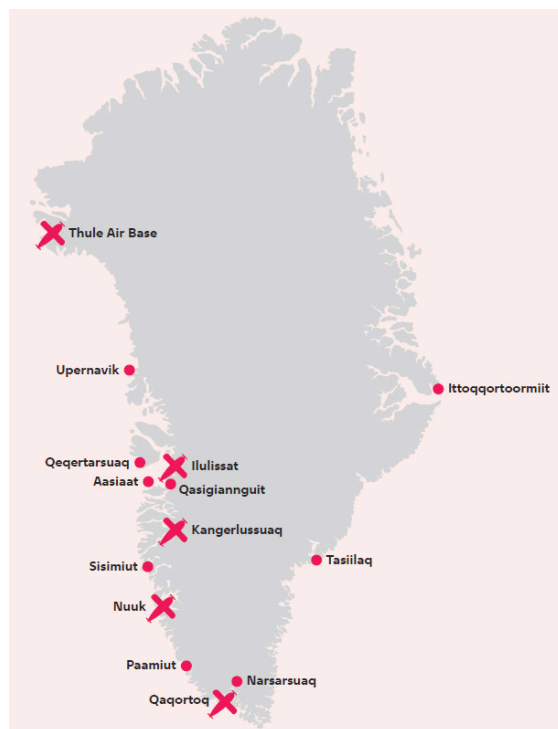 Thule Air Base
Upernavik
Ittoqqortoormiit
Qeqertarsuaq
Ilulissat
Aasiaat
Qasigiannguit
Kangerlussuaq
Sisimiut
Tasiilaq
Nuuk
Paamiut
Narsarsuaq
Qaqortoq